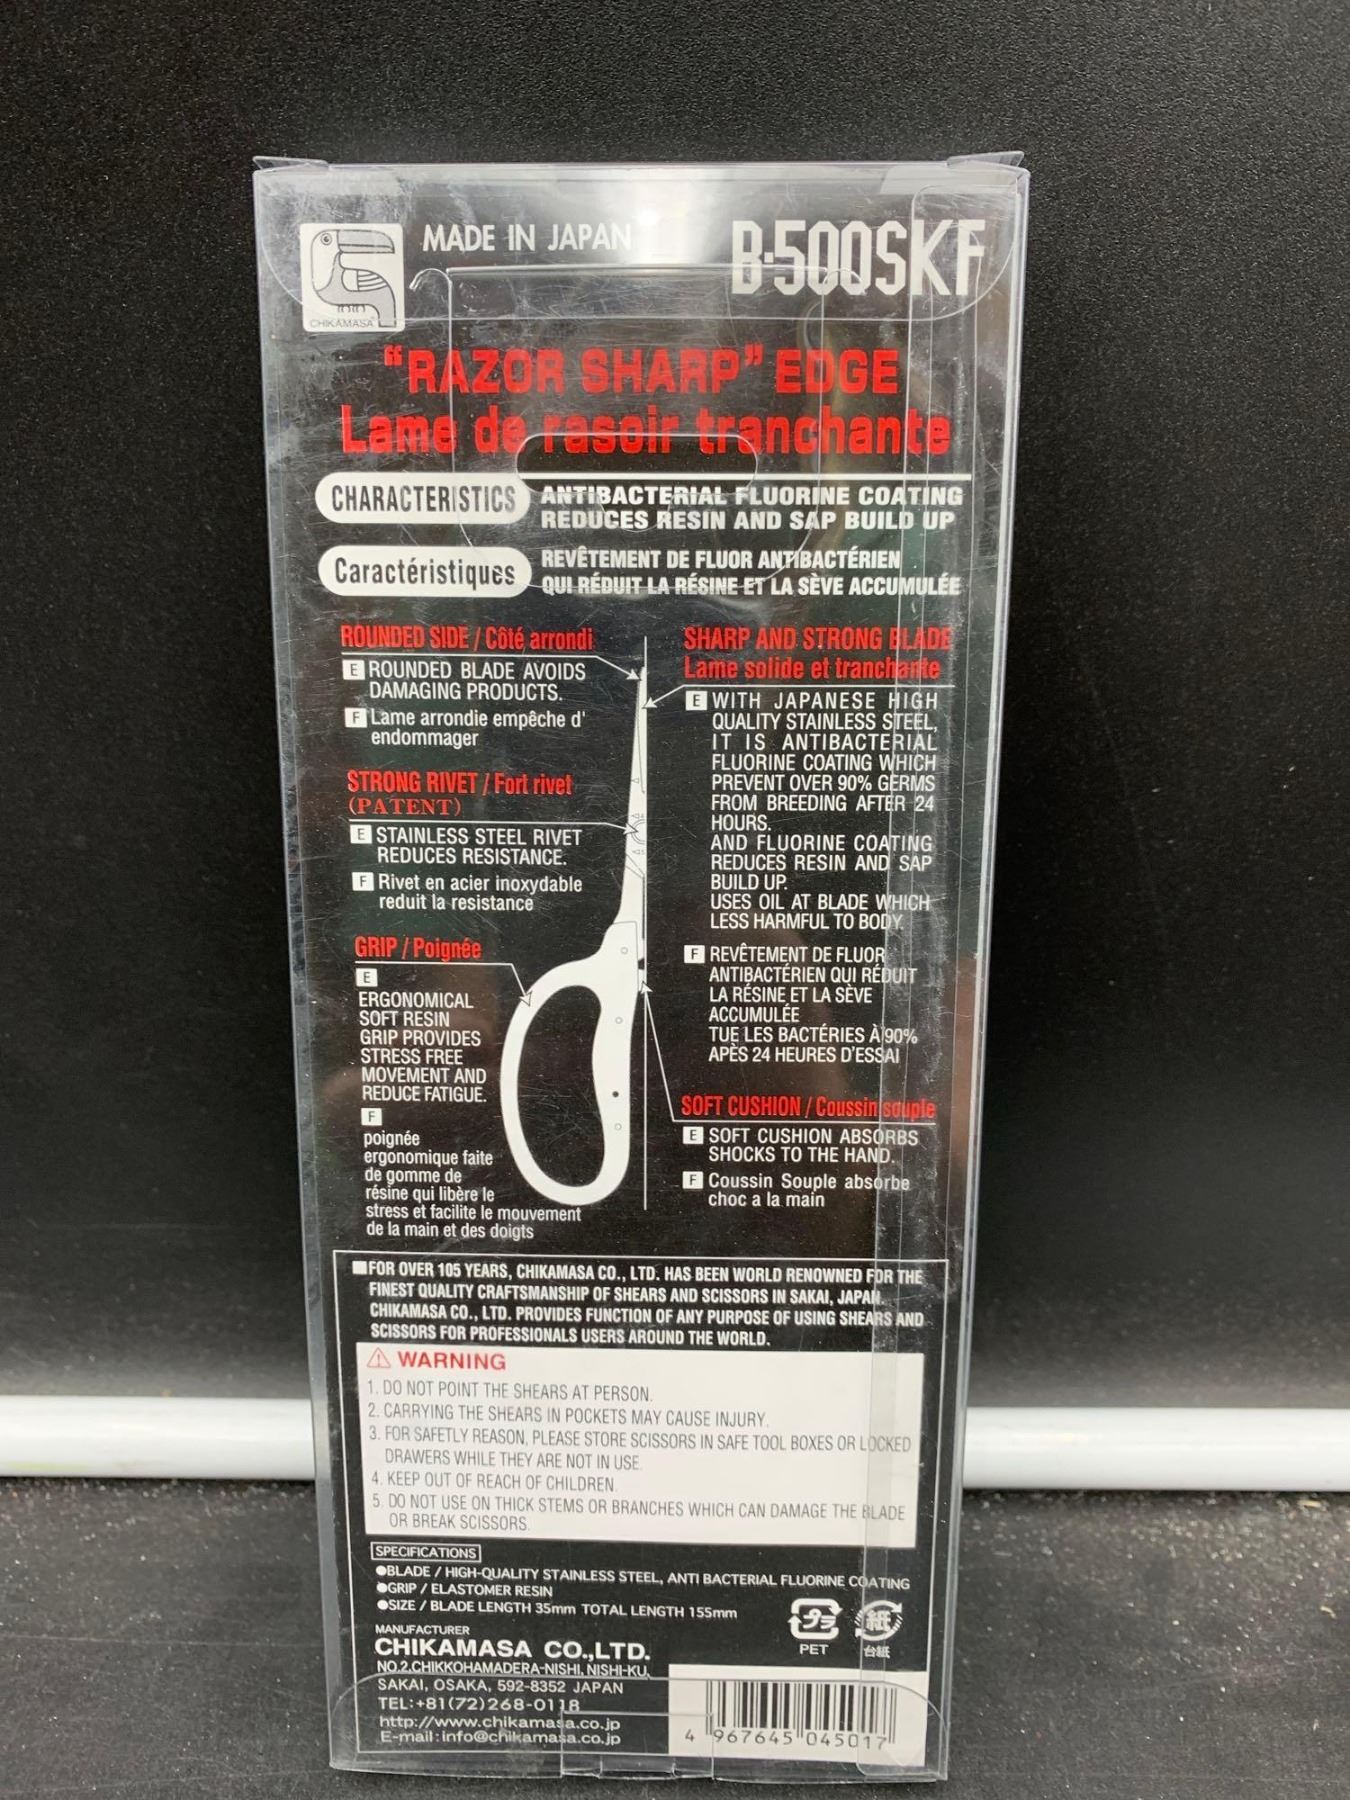 CHIKAMASA
MADE IN JAPAN
B-500SKF
“RAZOR SHARP” EDGE
Lame de rasoir tranchante
CHARACTERISTICS
ANTIBACTERIAL FLUORINE COATING
REDUCES RESIN AND SAP BUILD UP
Caractéristiques
REVÊTEMENT DE FLUOR ANTIBACTÉRIEN
QUI RÉDUIT LA RÉSINE ET LA SÈVE ACCUMULÉE
ROUNDED SIDE / Côté arrondi
E ROUNDED BLADE AVOIDS
DAMAGING PRODUCTS.
F Lame arrondie empêche d'
endommager
STRONG RIVET / Fort rivet
(PATENT)
E STAINLESS STEEL RIVET
REDUCES RESISTANCE.
F Rivet en acier inoxydable
reduit la resistance
GRIP / Poignée
E
ERGONOMICAL
SOFT RESIN
GRIP PROVIDES
STRESS FREE
MOVEMENT AND
REDUCE FATIGUE.
F
poignée
ergonomique faite
de gomme de
résine qui libère le
stress et facilite le mouvement
de la main et des doigts
SHARP AND STRONG BLADE
Lame solide et tranchante
E WITH JAPANESE HIGH
QUALITY STAINLESS STEEL,
IT IS ANTIBACTERIAL
FLUORINE COATING WHICH
PREVENT OVER 90% GERMS
FROM BREEDING AFTER 24
HOURS.
AND FLUORINE COATING
REDUCES RESIN AND SAP
BUILD UP.
USES OIL AT BLADE WHICH
LESS HARMFUL TO BODY.
F REVÊTEMENT DE FLUOR
ANTIBACTÉRIEN QUI RÉDUIT
LA RÉSINE ET LA SÈVE
ACCUMULÉE
TUE LES BACTÉRIES À 90%
APÈS 24 HEURES D'ESSAI
SOFT CUSHION / Coussin souple
E SOFT CUSHION ABSORBS
SHOCKS TO THE HAND.
F Coussin Souple absorbe
choc a la main
■FOR OVER 105 YEARS, CHIKAMASA CO., LTD. HAS BEEN WORLD RENOWNED FOR THE
FINEST QUALITY CRAFTSMANSHIP OF SHEARS AND SCISSORS IN SAKAI, JAPAN.
CHIKAMASA CO., LTD. PROVIDES FUNCTION OF ANY PURPOSE OF USING SHEARS AND
SCISSORS FOR PROFESSIONALS USERS AROUND THE WORLD.
⚠ WARNING
1. DO NOT POINT THE SHEARS AT PERSON.
2. CARRYING THE SHEARS IN POCKETS MAY CAUSE INJURY.
3. FOR SAFETLY REASON, PLEASE STORE SCISSORS IN SAFE TOOL BOXES OR LOCKED
DRAWERS WHILE THEY ARE NOT IN USE.
4. KEEP OUT OF REACH OF CHILDREN.
5. DO NOT USE ON THICK STEMS OR BRANCHES WHICH CAN DAMAGE THE BLADE
OR BREAK SCISSORS.
SPECIFICATIONS
●BLADE / HIGH-QUALITY STAINLESS STEEL, ANTI BACTERIAL FLUORINE COATING
●GRIP / ELASTOMER RESIN
●SIZE / BLADE LENGTH 35mm TOTAL LENGTH 155mm
プラ
PET
紙
台紙
MANUFACTURER
CHIKAMASA CO.,LTD.
NO.2.CHIKKOHAMADERA-NISHI, NISHI-KU,
SAKAI, OSAKA, 592-8352 JAPAN
TEL:+81(72)268-0118
http://www.chikamasa.co.jp
E-mail:info@chikamasa.co.jp
4 967645 045017